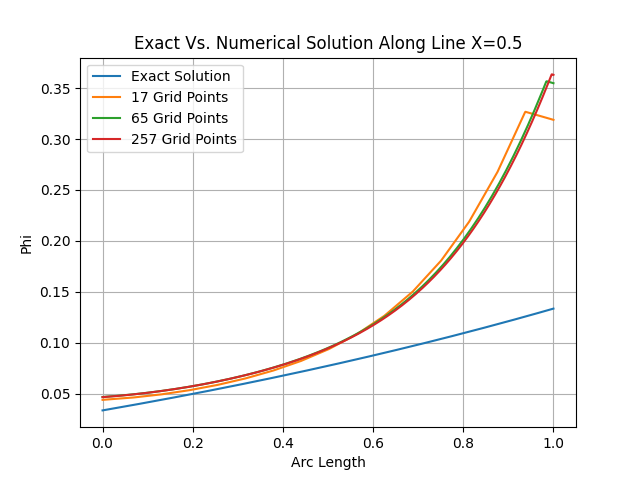 Exact Vs. Numerical Solution Along Line X=0.5
Exact Solution
17 Grid Points
65 Grid Points
257 Grid Points
0.35
0.30
0.25
0.20
0.15
0.10
0.05
Phi
0.0 0.2 0.4 0.6 0.8 1.0
Arc Length